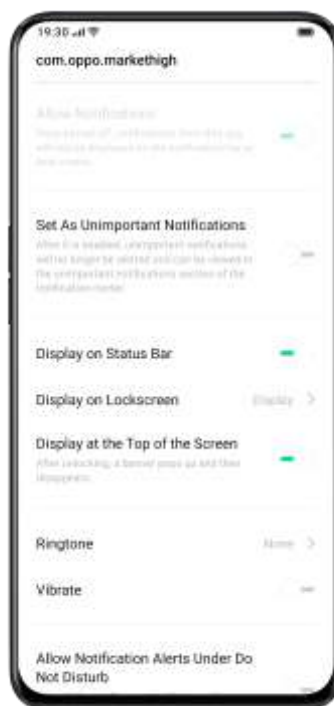 19:30
com.oppo.markethigh
Allow Notifications
Set As Unimportant Notifications
After it is enabled, unimportant notifications
will no longer be alerted and can be viewed in
the unimportant notifications section of the
notification center.
Display on Status Bar
Display on Lockscreen
Display >
Display at the Top of the Screen
After unlocking, a banner pops up and then
disappears.
Ringtone
None >
Vibrate
Allow Notification Alerts Under Do
Not Disturb